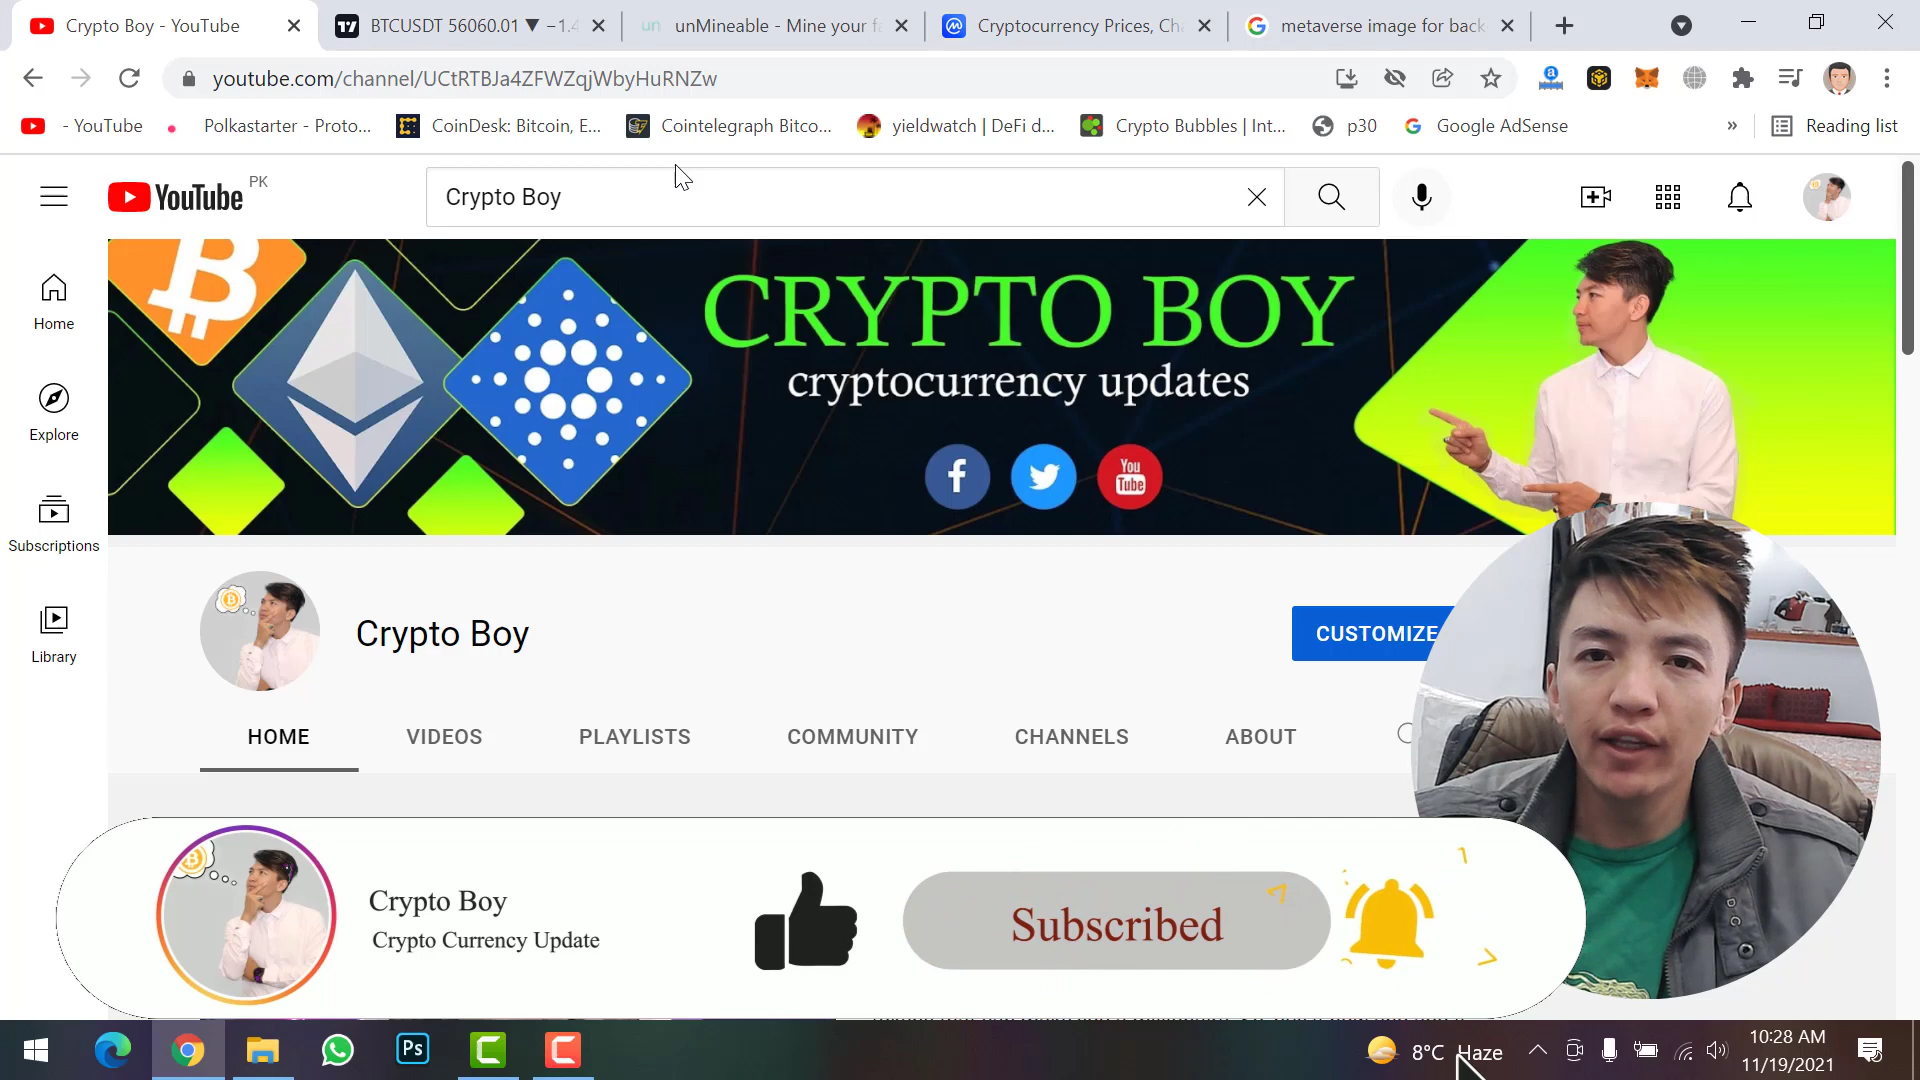 Crypto Boy - YouTube
BTCUSDT 56060.01 ▼ −1.4
unMineable - Mine your fa
Cryptocurrency Prices, Cha
metaverse image for back
youtube.com/channel/UCtRTBJa4ZFWZqjWbyHuRNZw
- YouTube
Polkastarter - Proto...
CoinDesk: Bitcoin, E...
Cointelegraph Bitco...
yieldwatch | DeFi d...
Crypto Bubbles | Int...
p30
Google AdSense
»
Reading list
YouTube PK
Crypto Boy
Home
Explore
Subscriptions
Library
CRYPTO BOY
cryptocurrency updates
You
Tube
Crypto Boy
CUSTOMIZE
HOME
VIDEOS
PLAYLISTS
COMMUNITY
CHANNELS
ABOUT
Crypto Boy
Crypto Currency Update
Subscribed
Ps
8°C Haze
10:28 AM
11/19/2021